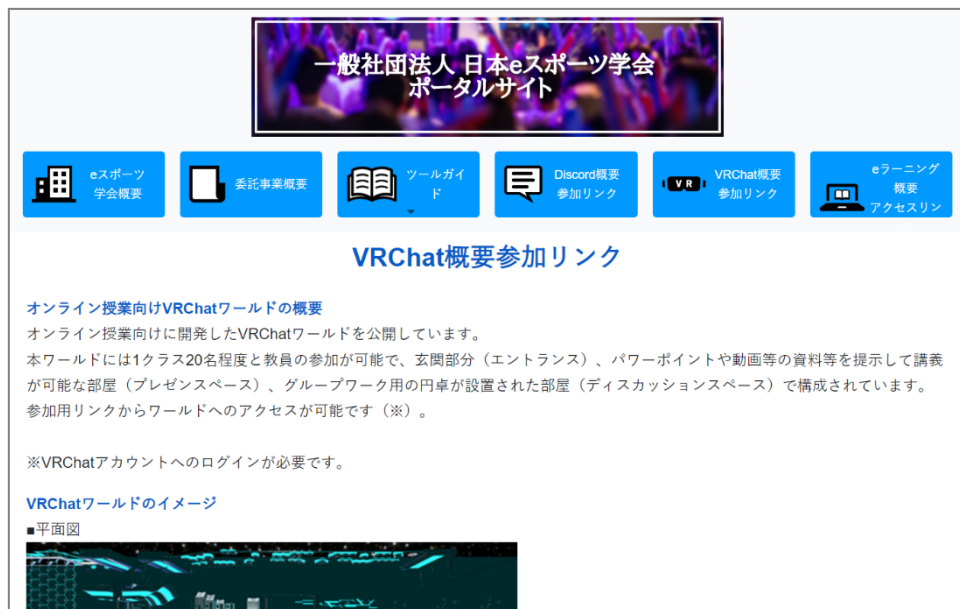 一般社団法人 日本eスポーツ学会
ポータルサイト
eスポーツ
学会概要
委託事業概要
ツールガイ
ド
Discord概要
参加リンク
VR
VRChat概要
参加リンク
eラーニング
概要
アクセスリン
VRChat概要参加リンク
オンライン授業向けVRChatワールドの概要
オンライン授業向けに開発したVRChatワールドを公開しています。
本ワールドには1クラス20名程度と教員の参加が可能で、玄関部分（エントランス）、パワーポイントや動画等の資料等を提示して講義
が可能な部屋（プレゼンスペース）、グループワーク用の円卓が設置された部屋（ディスカッションスペース）で構成されています。
参加用リンクからワールドへのアクセスが可能です（※）。
※VRChatアカウントへのログインが必要です。
VRChatワールドのイメージ
■平面図